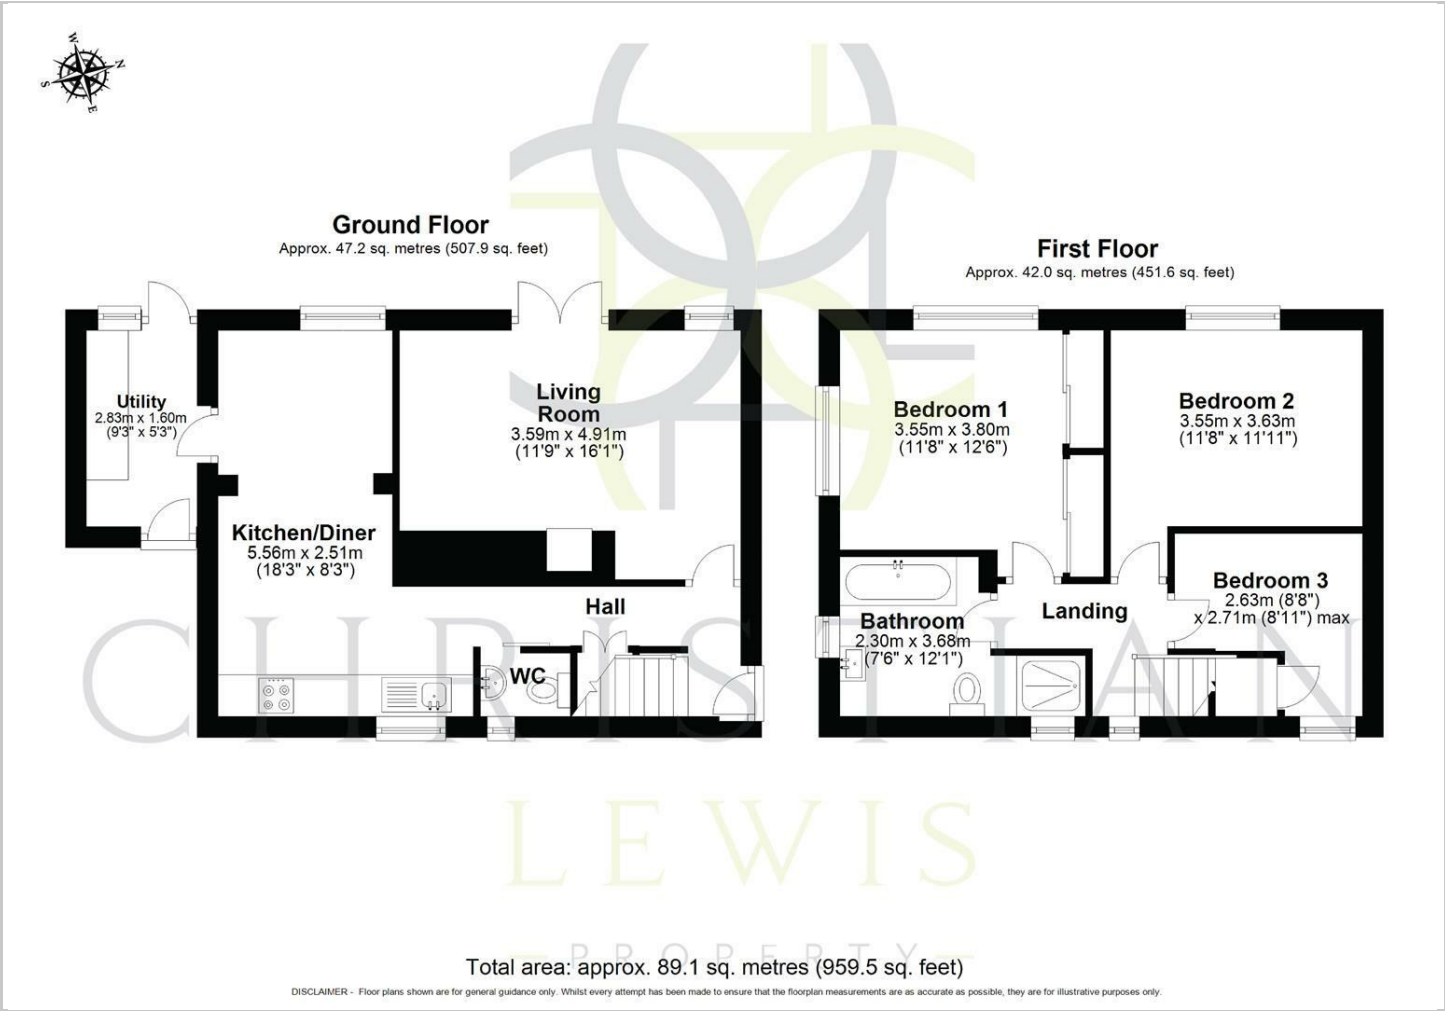 W
N
S
E
Ground Floor
Approx. 47.2 sq. metres (507.9 sq. feet)
First Floor
Approx. 42.0 sq. metres (451.6 sq. feet)
Utility
2.83m x 1.60m
(9'3" x 5'3")
Living
Room
3.59m x 4.91m
(11'9" x 16'1")
Kitchen/Diner
5.56m x 2.51m
(18'3" x 8'3")
Hall
WC
Bedroom 1
3.55m x 3.80m
(11'8" x 12'6")
Bedroom 2
3.55m x 3.63m
(11'8" x 11'11")
Bedroom 3
2.63m (8'8")
x 2.71m (8'11") max
Landing
Bathroom
2.30m x 3.68m
(7'6" x 12'1")
CHRISTIAN
LEWIS
PROPERTY
Total area: approx. 89.1 sq. metres (959.5 sq. feet)
DISCLAIMER - Floor plans shown are for general guidance only. Whilst every attempt has been made to ensure that the floorplan measurements are as accurate as possible, they are for illustrative purposes only.